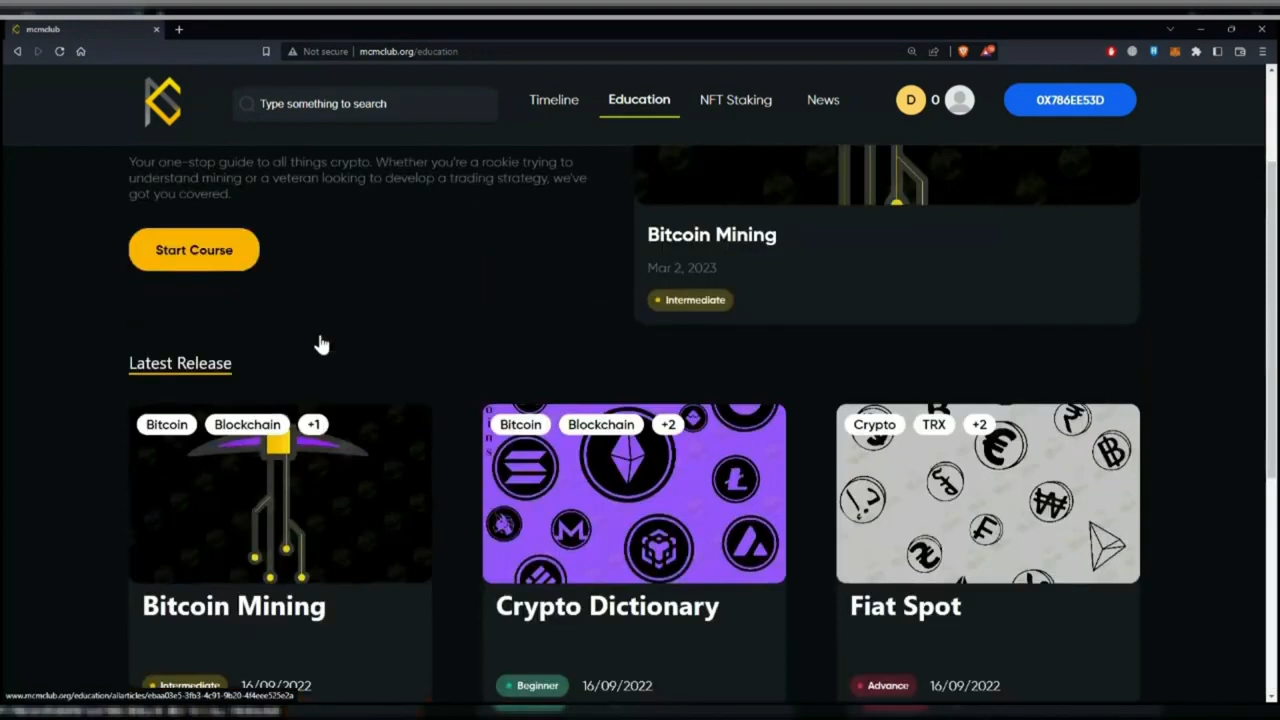 mcmclub
Not secure
mcmclub.org/education
Type something to search
Timeline
Education
NFT Staking
News
D
0
0X786EE53D
Your one-stop guide to all things crypto. Whether you're a rookie trying to
understand mining or a veteran looking to develop a trading strategy, we've
got you covered.
Start Course
Bitcoin Mining
Mar 2, 2023
Intermediate
Latest Release
Bitcoin
Blockchain
+1
Bitcoin
Blockchain
+2
Crypto
TRX
+2
Bitcoin Mining
Crypto Dictionary
Fiat Spot
Intermediate
16/09/2022
Beginner
16/09/2022
Advance
16/09/2022